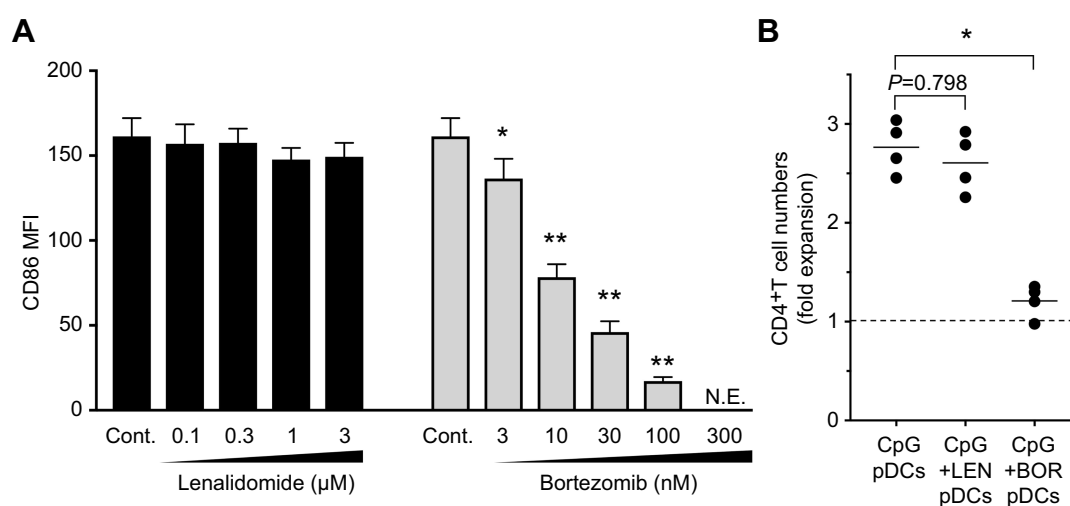 A
CD86 MFI
200
150
100
50
0
*
**
**
**
N.E.
Cont. 0.1 0.3 1 3
Cont. 3 10 30 100 300
Lenalidomide (μM)
Bortezomib (nM)
B
*
P=0.798
CD4+T cell numbers
(fold expansion)
3
2
1
0
CpG
pDCs
CpG
+LEN
pDCs
CpG
+BOR
pDCs